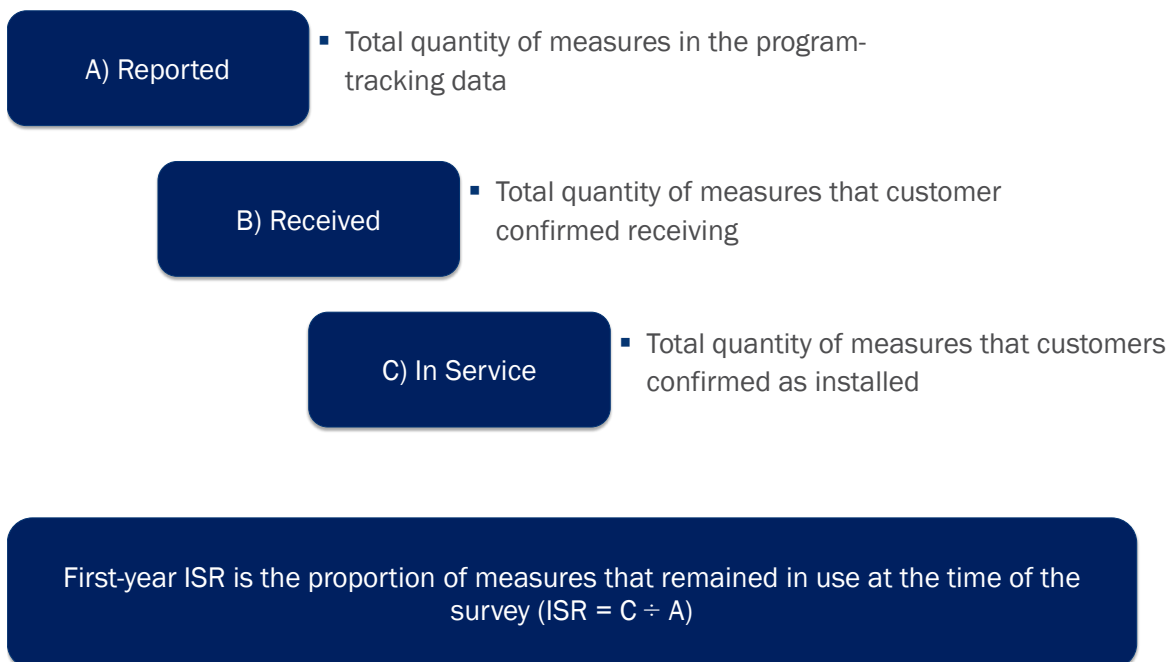 A) Reported
▪ Total quantity of measures in the program-
tracking data
B) Received
▪ Total quantity of measures that customer
confirmed receiving
C) In Service
▪ Total quantity of measures that customers
confirmed as installed
First-year ISR is the proportion of measures that remained in use at the time of the
survey (ISR = C ÷ A)